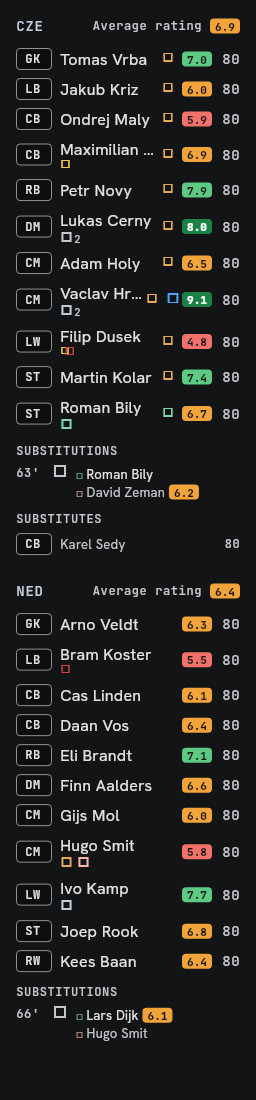 CZE Average rating 6.9
GK Tomas Vrba 7.0 80
LB Jakub Kriz 6.0 80
CB Ondrej Maly 5.9 80
CB Maximilian ... 6.9 80
RB Petr Novy 7.9 80
DM Lukas Cerny 8.0 80
2
CM Adam Holy 6.5 80
CM Vaclav Hr... 9.1 80
2
LW Filip Dusek 4.8 80
ST Martin Kolar 7.4 80
ST Roman Bily 6.7 80
SUBSTITUTIONS
63' Roman Bily
David Zeman 6.2
SUBSTITUTES
CB Karel Sedy 80
NED Average rating 6.4
GK Arno Veldt 6.3 80
LB Bram Koster 5.5 80
CB Cas Linden 6.1 80
CB Daan Vos 6.4 80
RB Eli Brandt 7.1 80
DM Finn Aalders 6.6 80
CM Gijs Mol 6.0 80
CM Hugo Smit 5.8 80
LW Ivo Kamp 7.7 80
ST Joep Rook 6.8 80
RW Kees Baan 6.4 80
SUBSTITUTIONS
66' Lars Dijk 6.1
Hugo Smit